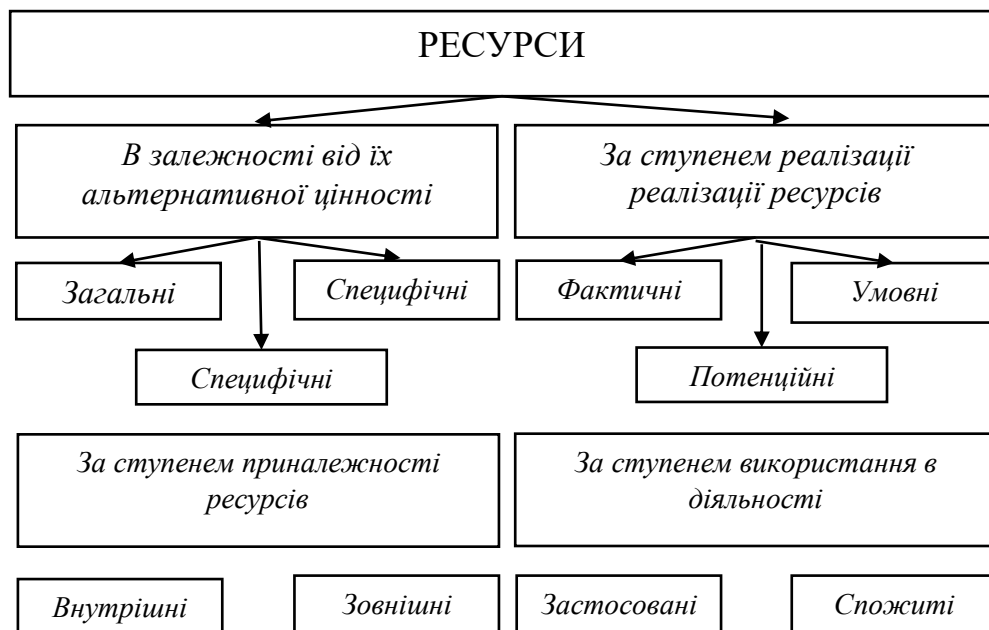 РЕСУРСИ
В залежності від їх
альтернативної цінності
За ступенем реалізації
реалізації ресурсів
Загальні
Специфічні
Фактичні
Умовні
Специфічні
Потенційні
За ступенем приналежності
ресурсів
За ступенем використання в
діяльності
Внутрішні
Зовнішні
Застосовані
Спожиті